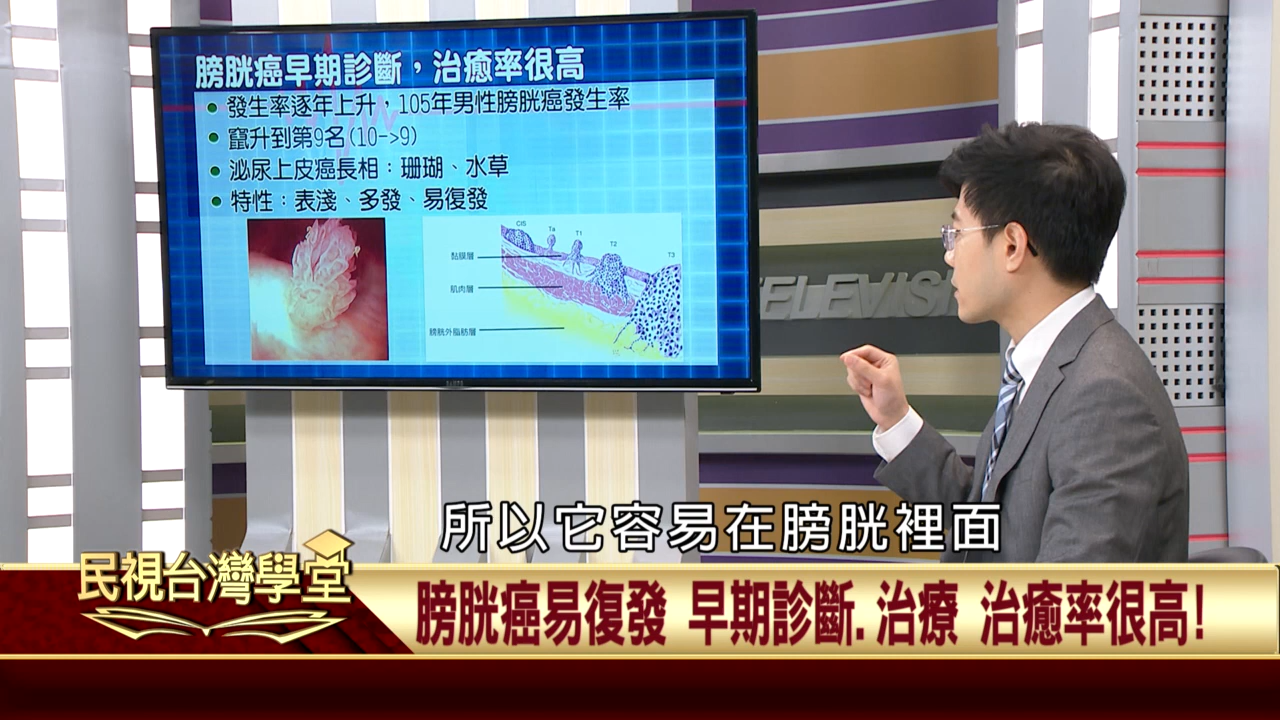 膀胱癌早期診斷，治癒率很高
發生率逐年上升，105年男性膀胱癌發生率
竄升到第9名(10->9)
泌尿上皮癌長相：珊瑚、水草
特性：表淺、多發、易復發
CIS
Ta
T1
T2
T3
黏膜層
肌肉層
膀胱外脂肪層
TELEVISI
所以它容易在膀胱裡面
民視台灣學堂
膀胱癌易復發 早期診斷.治療 治癒率很高!